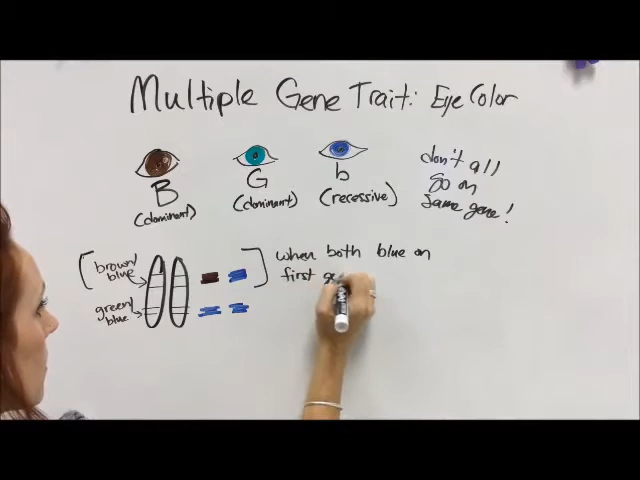 Multiple Gene Trait: Eye Color
B
(dominant)
G
(dominant)
b
(recessive)
don't all
go on
same gene!
brown/
blue
green/
blue
when both blue on
first